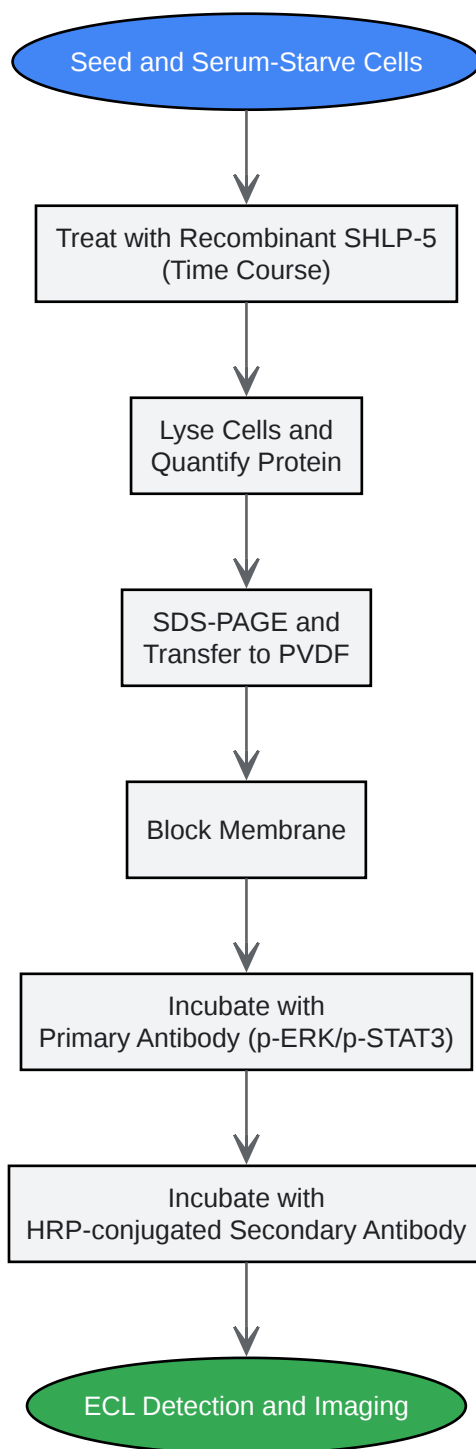 Seed and Serum-Starve Cells
Treat with Recombinant SHLP-5
(Time Course)
Lyse Cells and
Quantify Protein
SDS-PAGE and
Transfer to PVDF
Block Membrane
Incubate with
Primary Antibody (p-ERK/p-STAT3)
Incubate with
HRP-conjugated Secondary Antibody
ECL Detection and Imaging